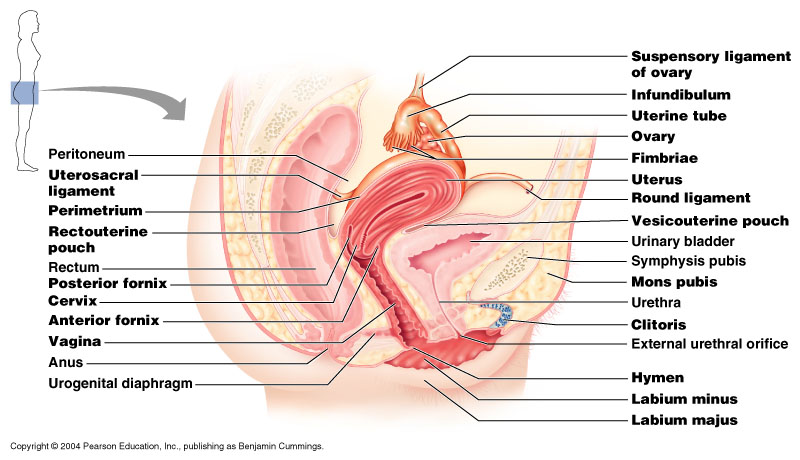 Suspensory ligament
of ovary
Infundibulum
Uterine tube
Ovary
Fimbriae
Uterus
Round ligament
Vesicouterine pouch
Urinary bladder
Symphysis pubis
Mons pubis
Urethra
Clitoris
External urethral orifice
Hymen
Labium minus
Labium majus
Peritoneum
Uterosacral
ligament
Perimetrium
Rectouterine
pouch
Rectum
Posterior fornix
Cervix
Anterior fornix
Vagina
Anus
Urogenital diaphragm
Copyright © 2004 Pearson Education, Inc., publishing as Benjamin Cummings.